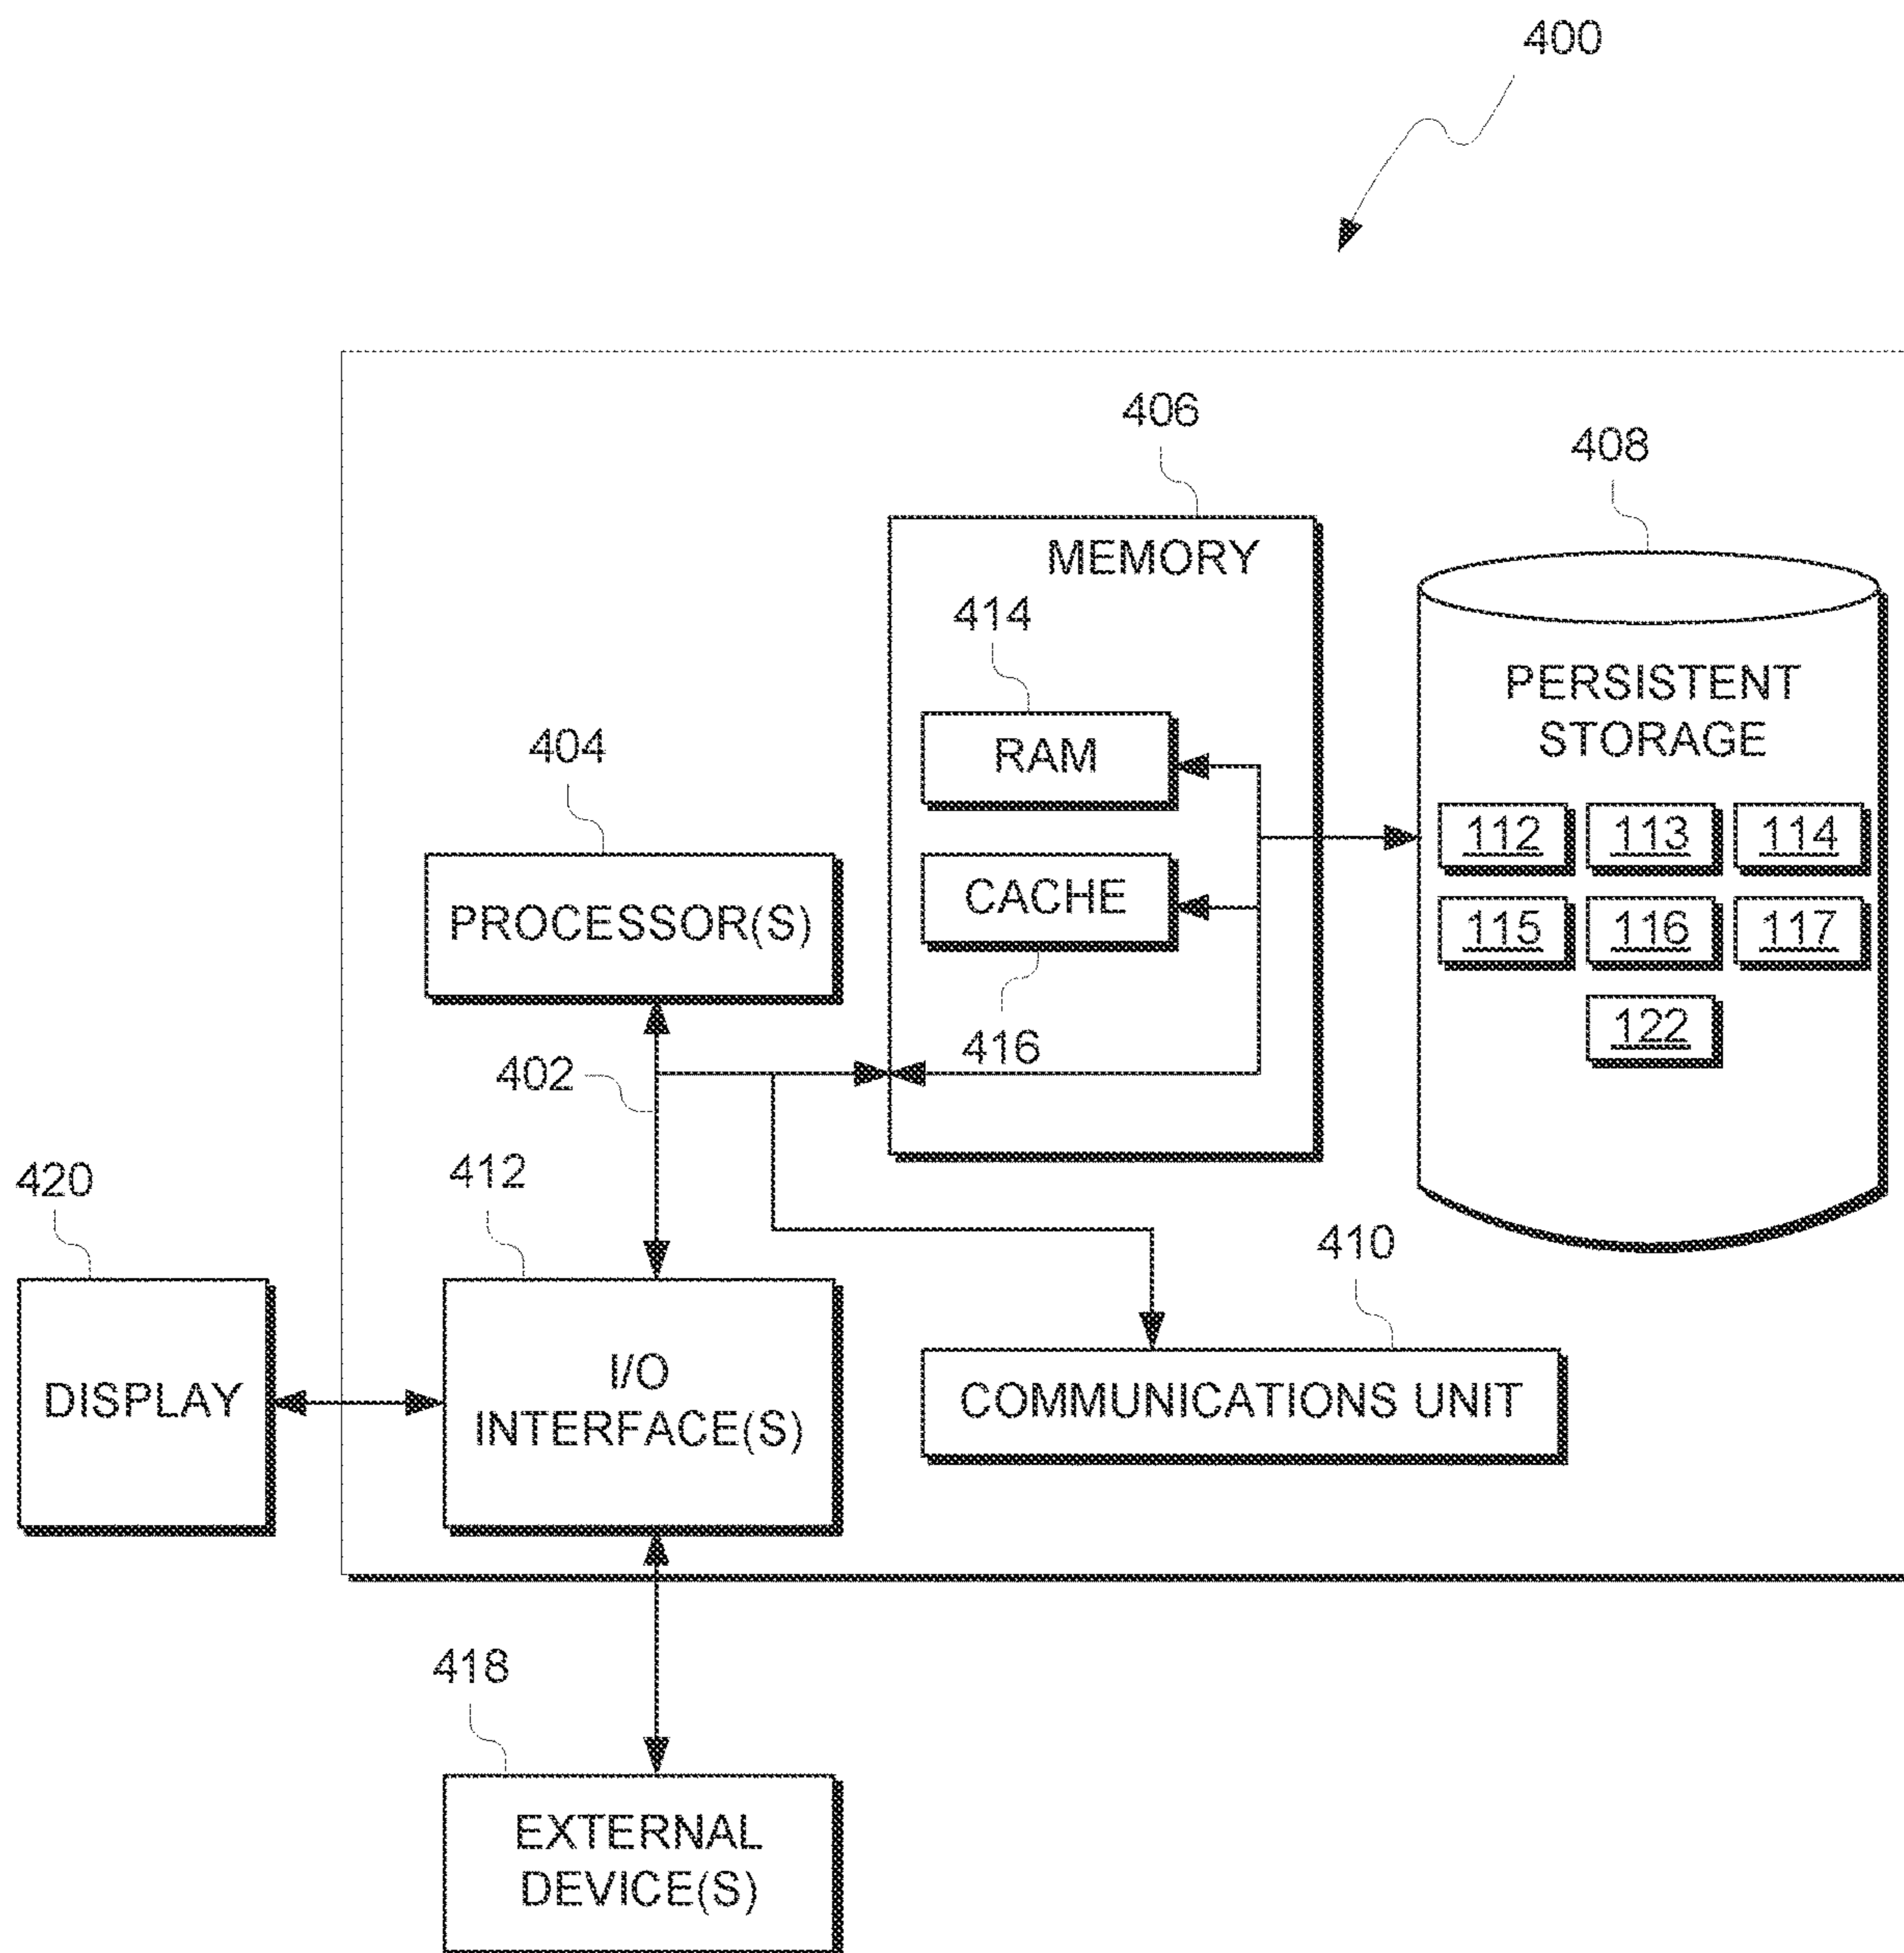 400
406
408
MEMORY
414
PERSISTENT
STORAGE
404
RAM
112 113 114
CACHE
PROCESSOR(S)
115 116 117
122
416
402
420
412
410
DISPLAY
I/O
INTERFACE(S)
COMMUNICATIONS UNIT
418
EXTERNAL
DEVICE(S)